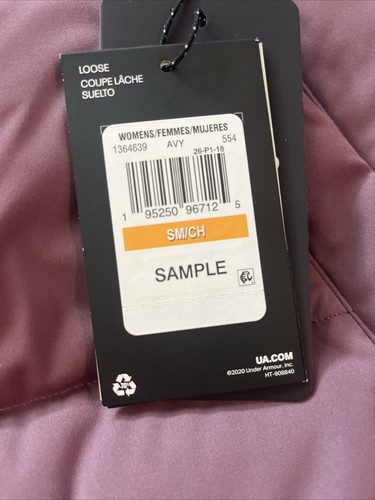 LOOSE
COUPE LÂCHE
SUELTO
WOMENS/FEMMES/MUJERES
1364639 AVY 554
26-P1-18
1 95250 96712 5
SM/CH
SAMPLE
UA.COM
©2020 Under Armour, Inc.
HT-908840